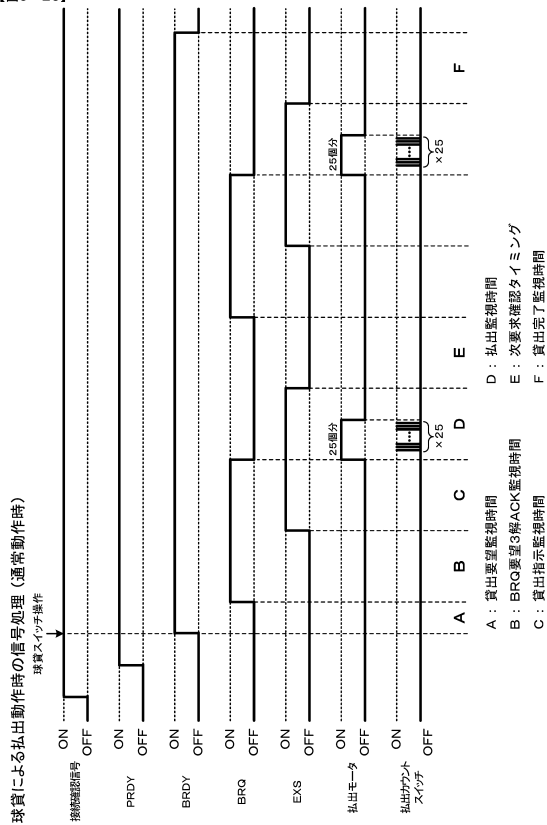 球貸による払出動作時の信号処理（通常動作時）
球貸スイッチ操作
接続確認信号
ON
OFF
PRDY
ON
OFF
BRDY
ON
OFF
BRQ
ON
OFF
EXS
ON
OFF
払出モータ
ON
OFF
25個分
25個分
払出カウント
スイッチ
ON
OFF
×25
×25
A B C D E F
A：貸出要望監視時間
B：BRQ要望3解ACK監視時間
C：貸出指示監視時間
D：払出監視時間
E：次要求確認タイミング
F：貸出完了監視時間